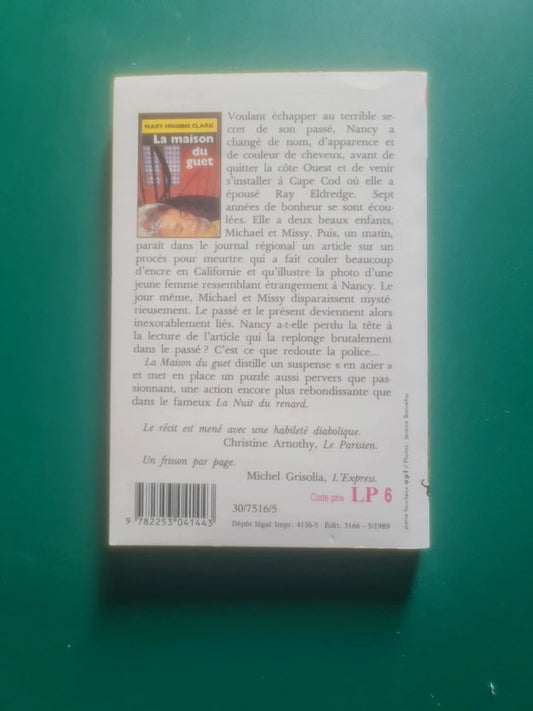 MARY HIGGINS CLARK
La maison
du
guet
Voulant échapper au terrible se-
cret de son passé, Nancy a
changé de nom, d'apparence et
de couleur de cheveux, avant de
quitter la côte Ouest et de venir
s'installer à Cape Cod où elle a
épousé Ray Eldredge. Sept
années de bonheur se sont écou-
lées. Elle a deux beaux enfants,
Michael et Missy. Puis, un matin,
paraît dans le journal régional un article sur un
procès pour meurtre qui a fait couler beaucoup
d'encre en Californie et qu'illustre la photo d'une
jeune femme ressemblant étrangement à Nancy. Le
jour même, Michael et Missy disparaissent mysté-
rieusement. Le passé et le présent deviennent alors
inexorablement liés. Nancy a-t-elle perdu la tête à
la lecture de l'article qui la replonge brutalement
dans le passé ? C'est ce que redoute la police...
La Maison du guet distille un suspense « en acier »
et met en place un puzzle aussi pervers que pas-
sionnant, une action encore plus rebondissante que
dans le fameux La Nuit du renard.
Le récit est mené avec une habileté diabolique.
Christine Arnothy, Le Parisien.
Un frisson par page.
Michel Grisolia, L'Express.
Code prix LP 6
9 782253 041443
30/7516/5
Dépôt légal Impr. 4136-5 Édit. 3166 - 5/1989